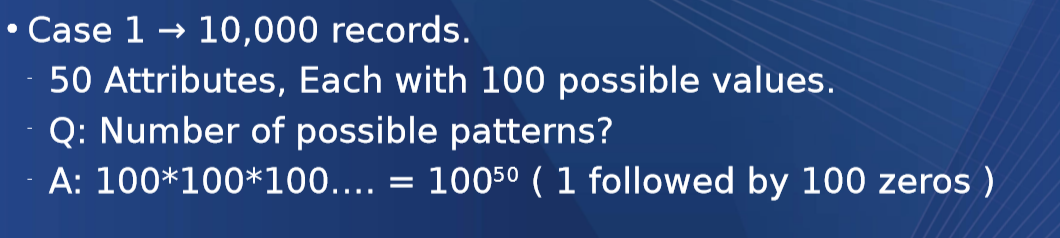 • Case 1 → 10,000 records.
- 50 Attributes, Each with 100 possible values.
- Q: Number of possible patterns?
- A: 100*100*100.... = 100⁵⁰ ( 1 followed by 100 zeros )